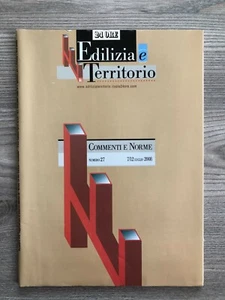 24 ORE
Edilizia e
Territorio
COMMENTI E NORME
NUMERO 27
7/12 LUGLIO 2008